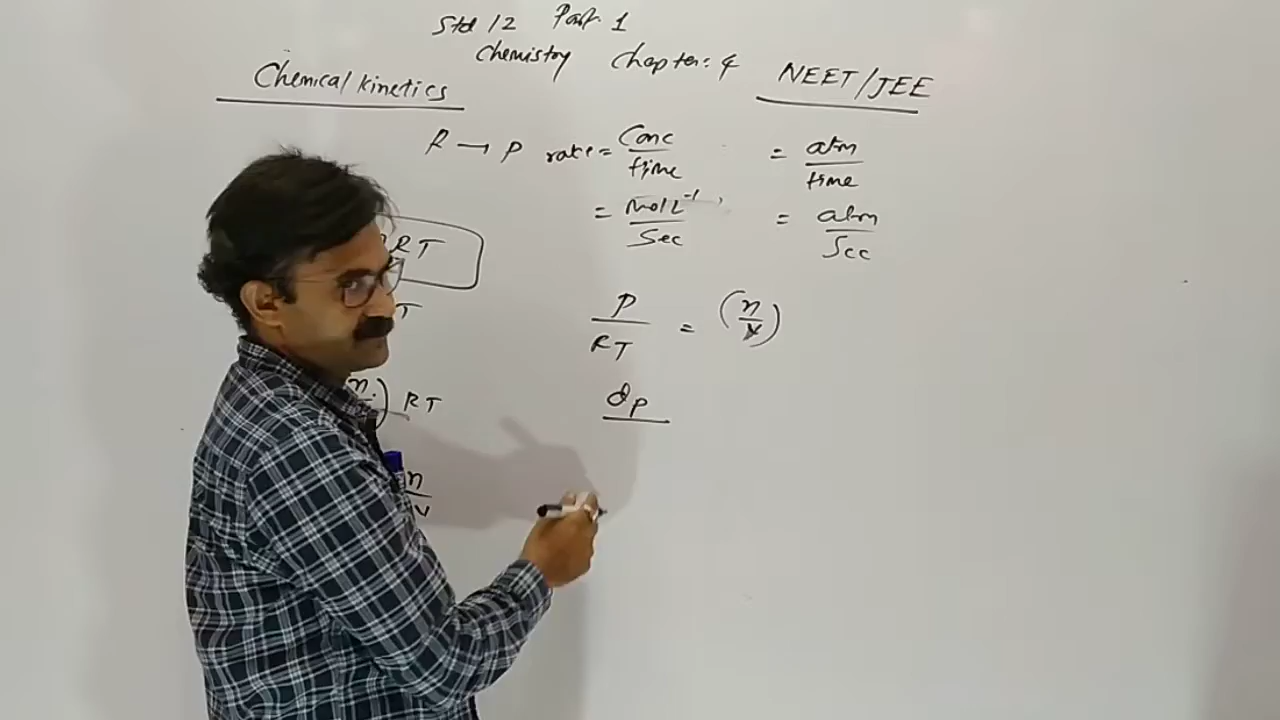 Std 12 Part 1
Chemistry Chapter: 4
NEET/JEE
Chemical kinetics
R → P rate = Conc / time = atm / time
= mol L⁻¹ / Sec = atm / Sec
RT
T
P / RT = (n / V)
n RT
dp
n / V